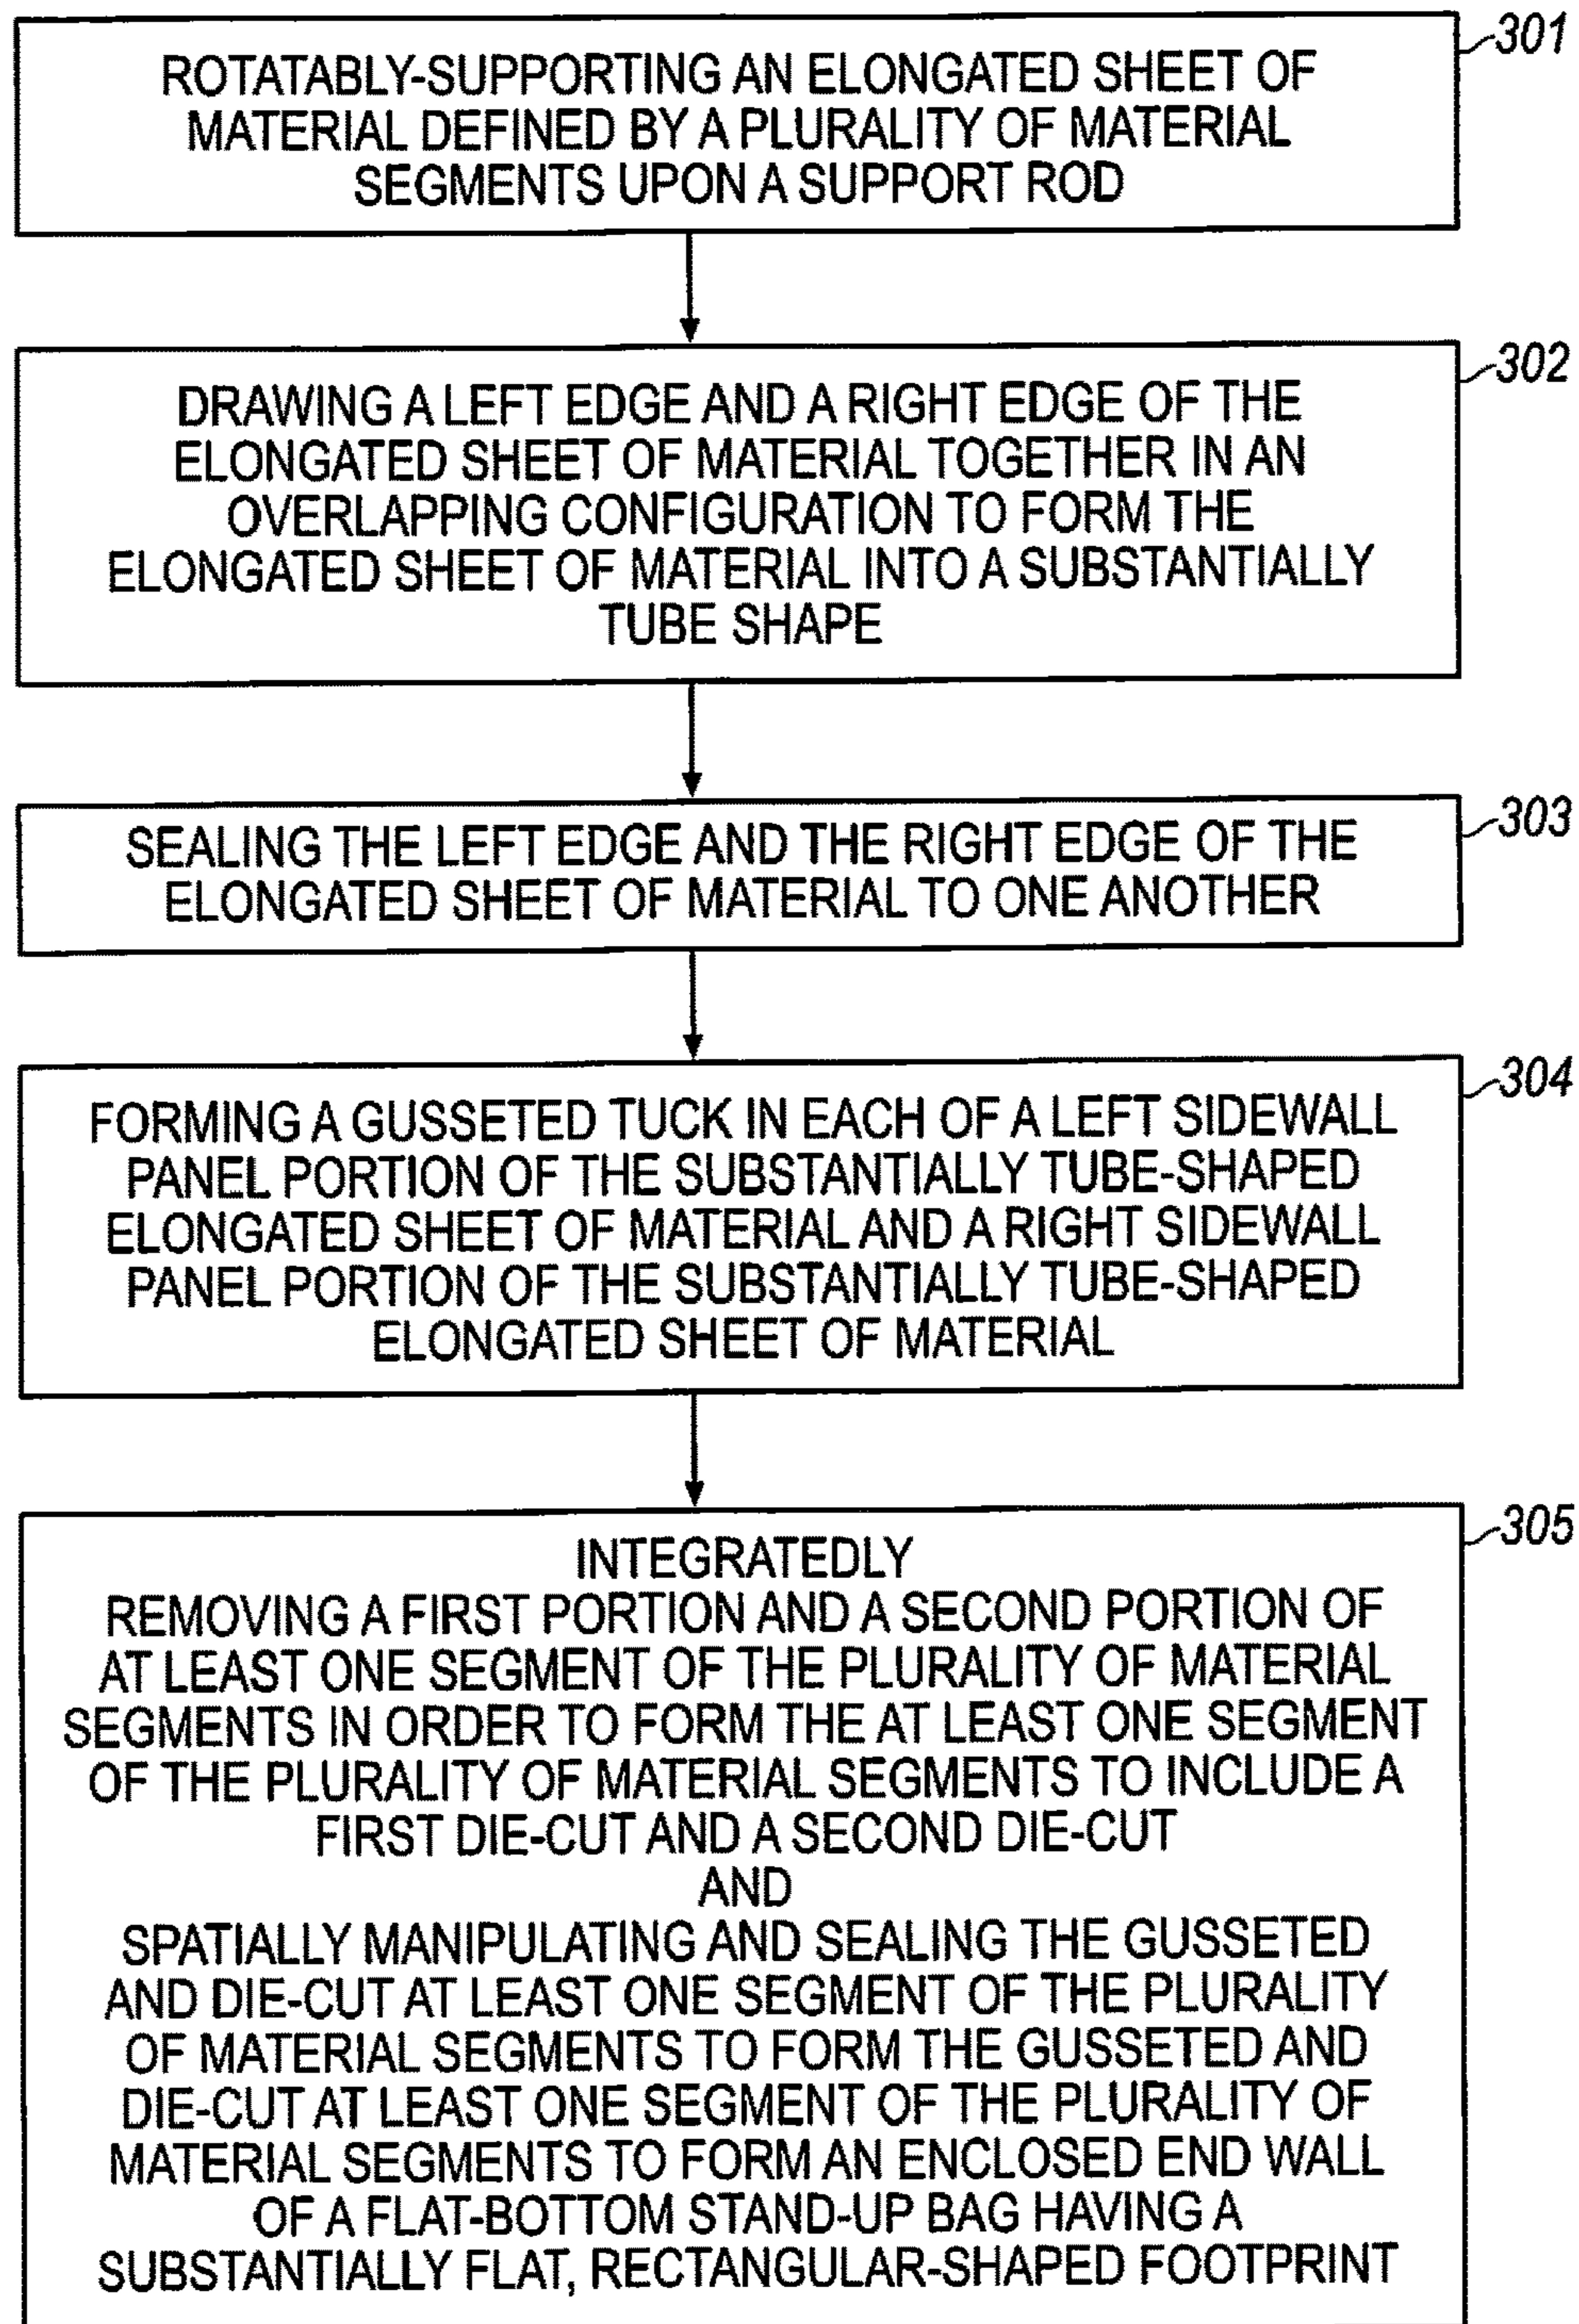 301
ROTATABLY-SUPPORTING AN ELONGATED SHEET OF
MATERIAL DEFINED BY A PLURALITY OF MATERIAL
SEGMENTS UPON A SUPPORT ROD
302
DRAWING A LEFT EDGE AND A RIGHT EDGE OF THE
ELONGATED SHEET OF MATERIAL TOGETHER IN AN
OVERLAPPING CONFIGURATION TO FORM THE
ELONGATED SHEET OF MATERIAL INTO A SUBSTANTIALLY
TUBE SHAPE
303
SEALING THE LEFT EDGE AND THE RIGHT EDGE OF THE
ELONGATED SHEET OF MATERIAL TO ONE ANOTHER
304
FORMING A GUSSETED TUCK IN EACH OF A LEFT SIDEWALL
PANEL PORTION OF THE SUBSTANTIALLY TUBE-SHAPED
ELONGATED SHEET OF MATERIAL AND A RIGHT SIDEWALL
PANEL PORTION OF THE SUBSTANTIALLY TUBE-SHAPED
ELONGATED SHEET OF MATERIAL
305
INTEGRATEDLY
REMOVING A FIRST PORTION AND A SECOND PORTION OF
AT LEAST ONE SEGMENT OF THE PLURALITY OF MATERIAL
SEGMENTS IN ORDER TO FORM THE AT LEAST ONE SEGMENT
OF THE PLURALITY OF MATERIAL SEGMENTS TO INCLUDE A
FIRST DIE-CUT AND A SECOND DIE-CUT
AND
SPATIALLY MANIPULATING AND SEALING THE GUSSETED
AND DIE-CUT AT LEAST ONE SEGMENT OF THE PLURALITY
OF MATERIAL SEGMENTS TO FORM THE GUSSETED AND
DIE-CUT AT LEAST ONE SEGMENT OF THE PLURALITY OF
MATERIAL SEGMENTS TO FORM AN ENCLOSED END WALL
OF A FLAT-BOTTOM STAND-UP BAG HAVING A
SUBSTANTIALLY FLAT, RECTANGULAR-SHAPED FOOTPRINT